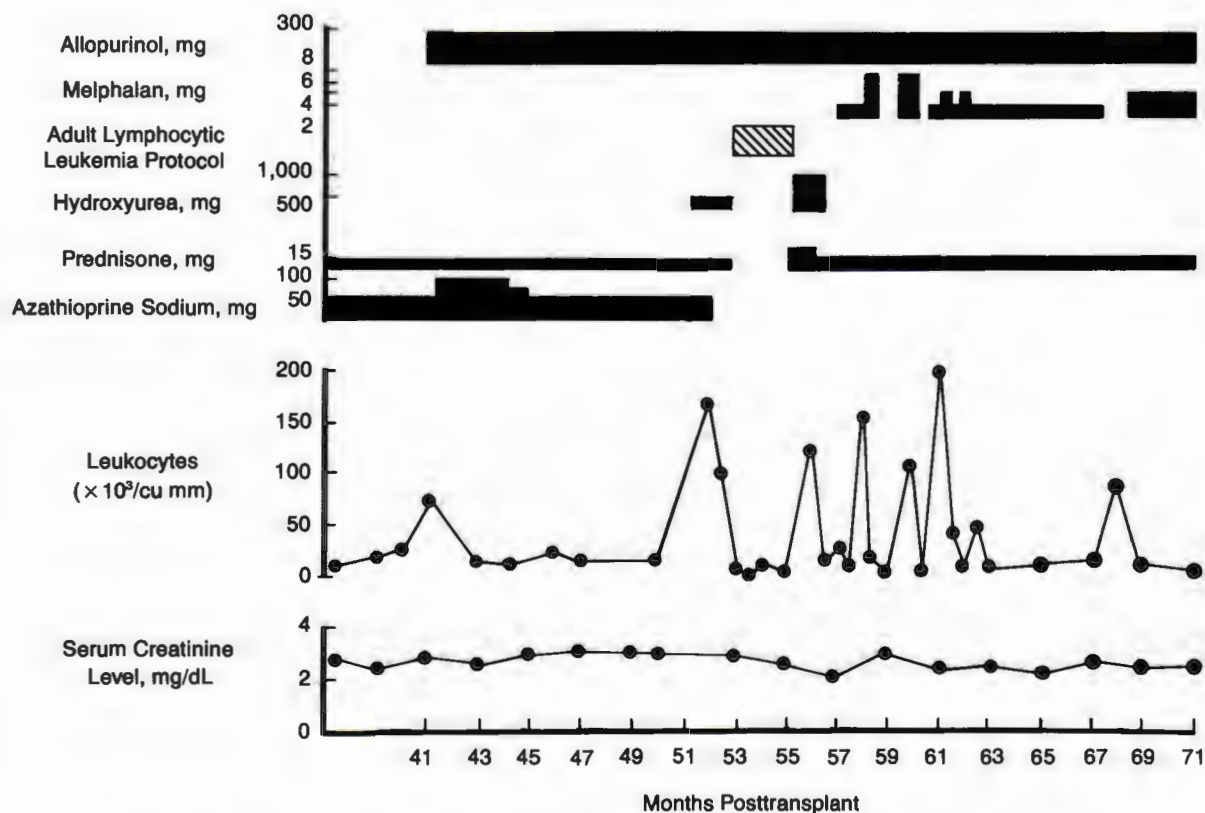 300
Allopurinol, mg
8
6
Melphalan, mg
4
2
Adult Lymphocytic
Leukemia Protocol
1,000
Hydroxyurea, mg
500
15
Prednisone, mg
100
50
Azathioprine Sodium, mg
200
150
Leukocytes
(×10³/cu mm)
100
50
0
4
Serum Creatinine
Level, mg/dL
2
0
41 43 45 47 49 51 53 55 57 59 61 63 65 67 69 71
Months Posttransplant